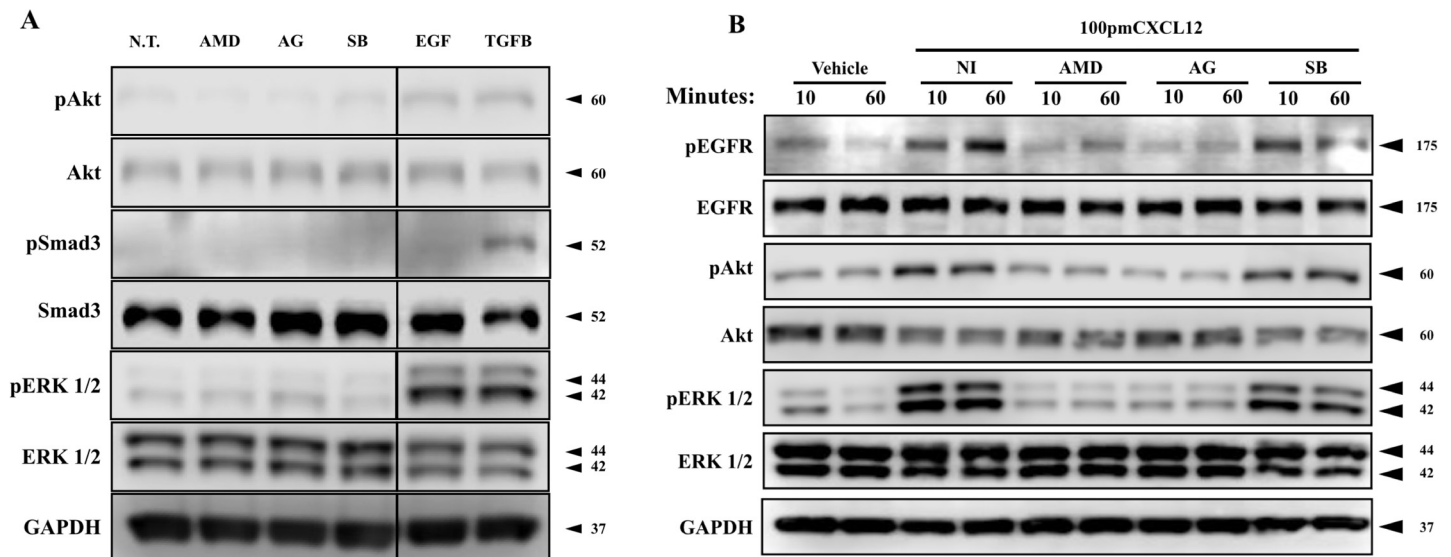 A
N.T. AMD AG SB EGF TGFB
pAkt 60
Akt 60
pSmad3 52
Smad3 52
pERK 1/2 44
42
ERK 1/2 44
42
GAPDH 37
B
100pmCXCL12
Vehicle NI AMD AG SB
Minutes: 10 60 10 60 10 60 10 60 10 60
pEGFR 175
EGFR 175
pAkt 60
Akt 60
pERK 1/2 44
42
ERK 1/2 44
42
GAPDH 37